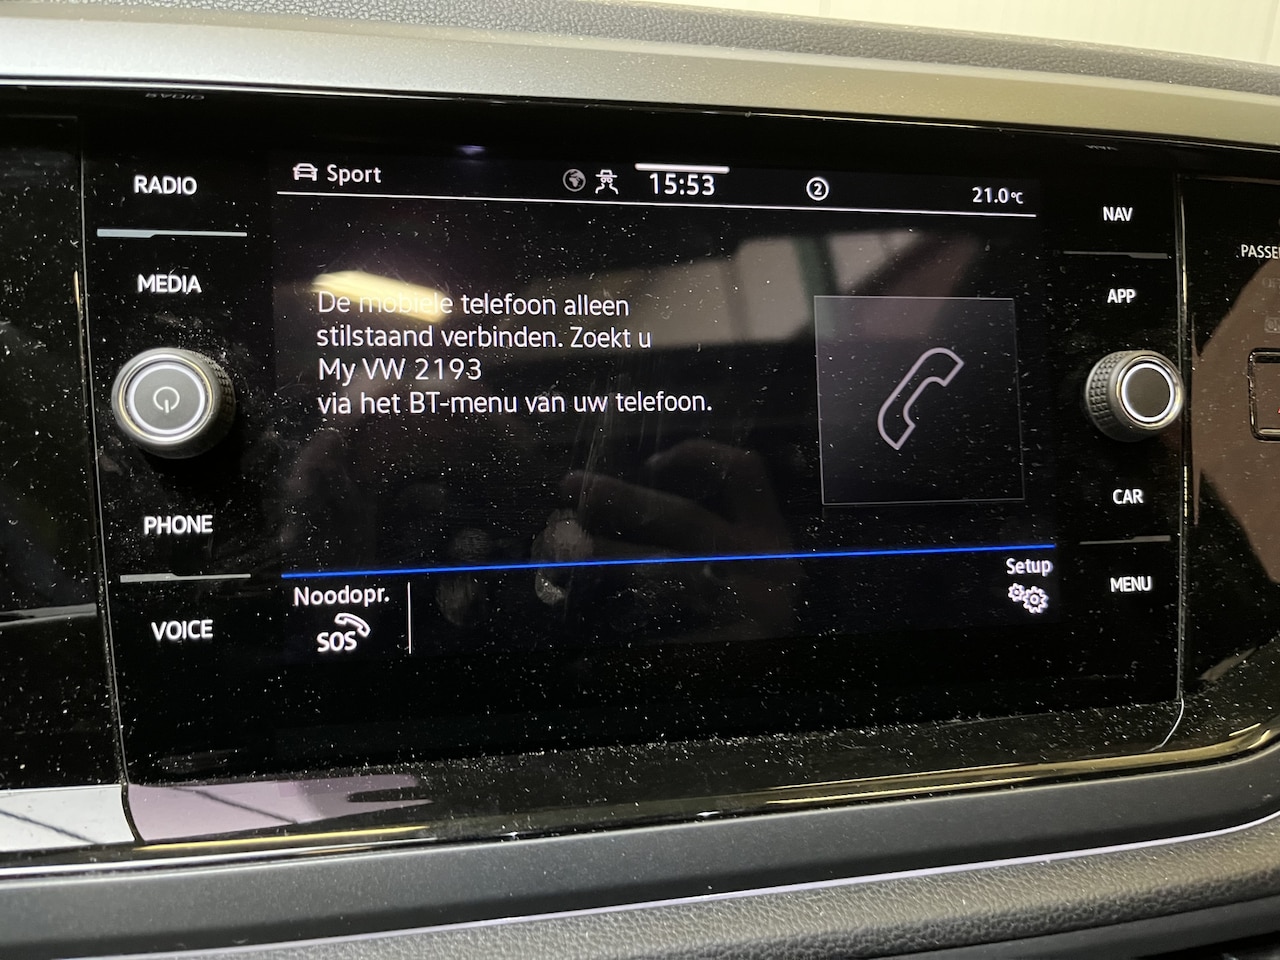 RADIO
MEDIA
PHONE
VOICE
Sport
15:53
2
21.0°C
De mobiele telefoon alleen
stilstaand verbinden. Zoekt u
My VW 2193
via het BT-menu van uw telefoon.
Noodopr.
SOS
Setup
NAV
APP
CAR
MENU